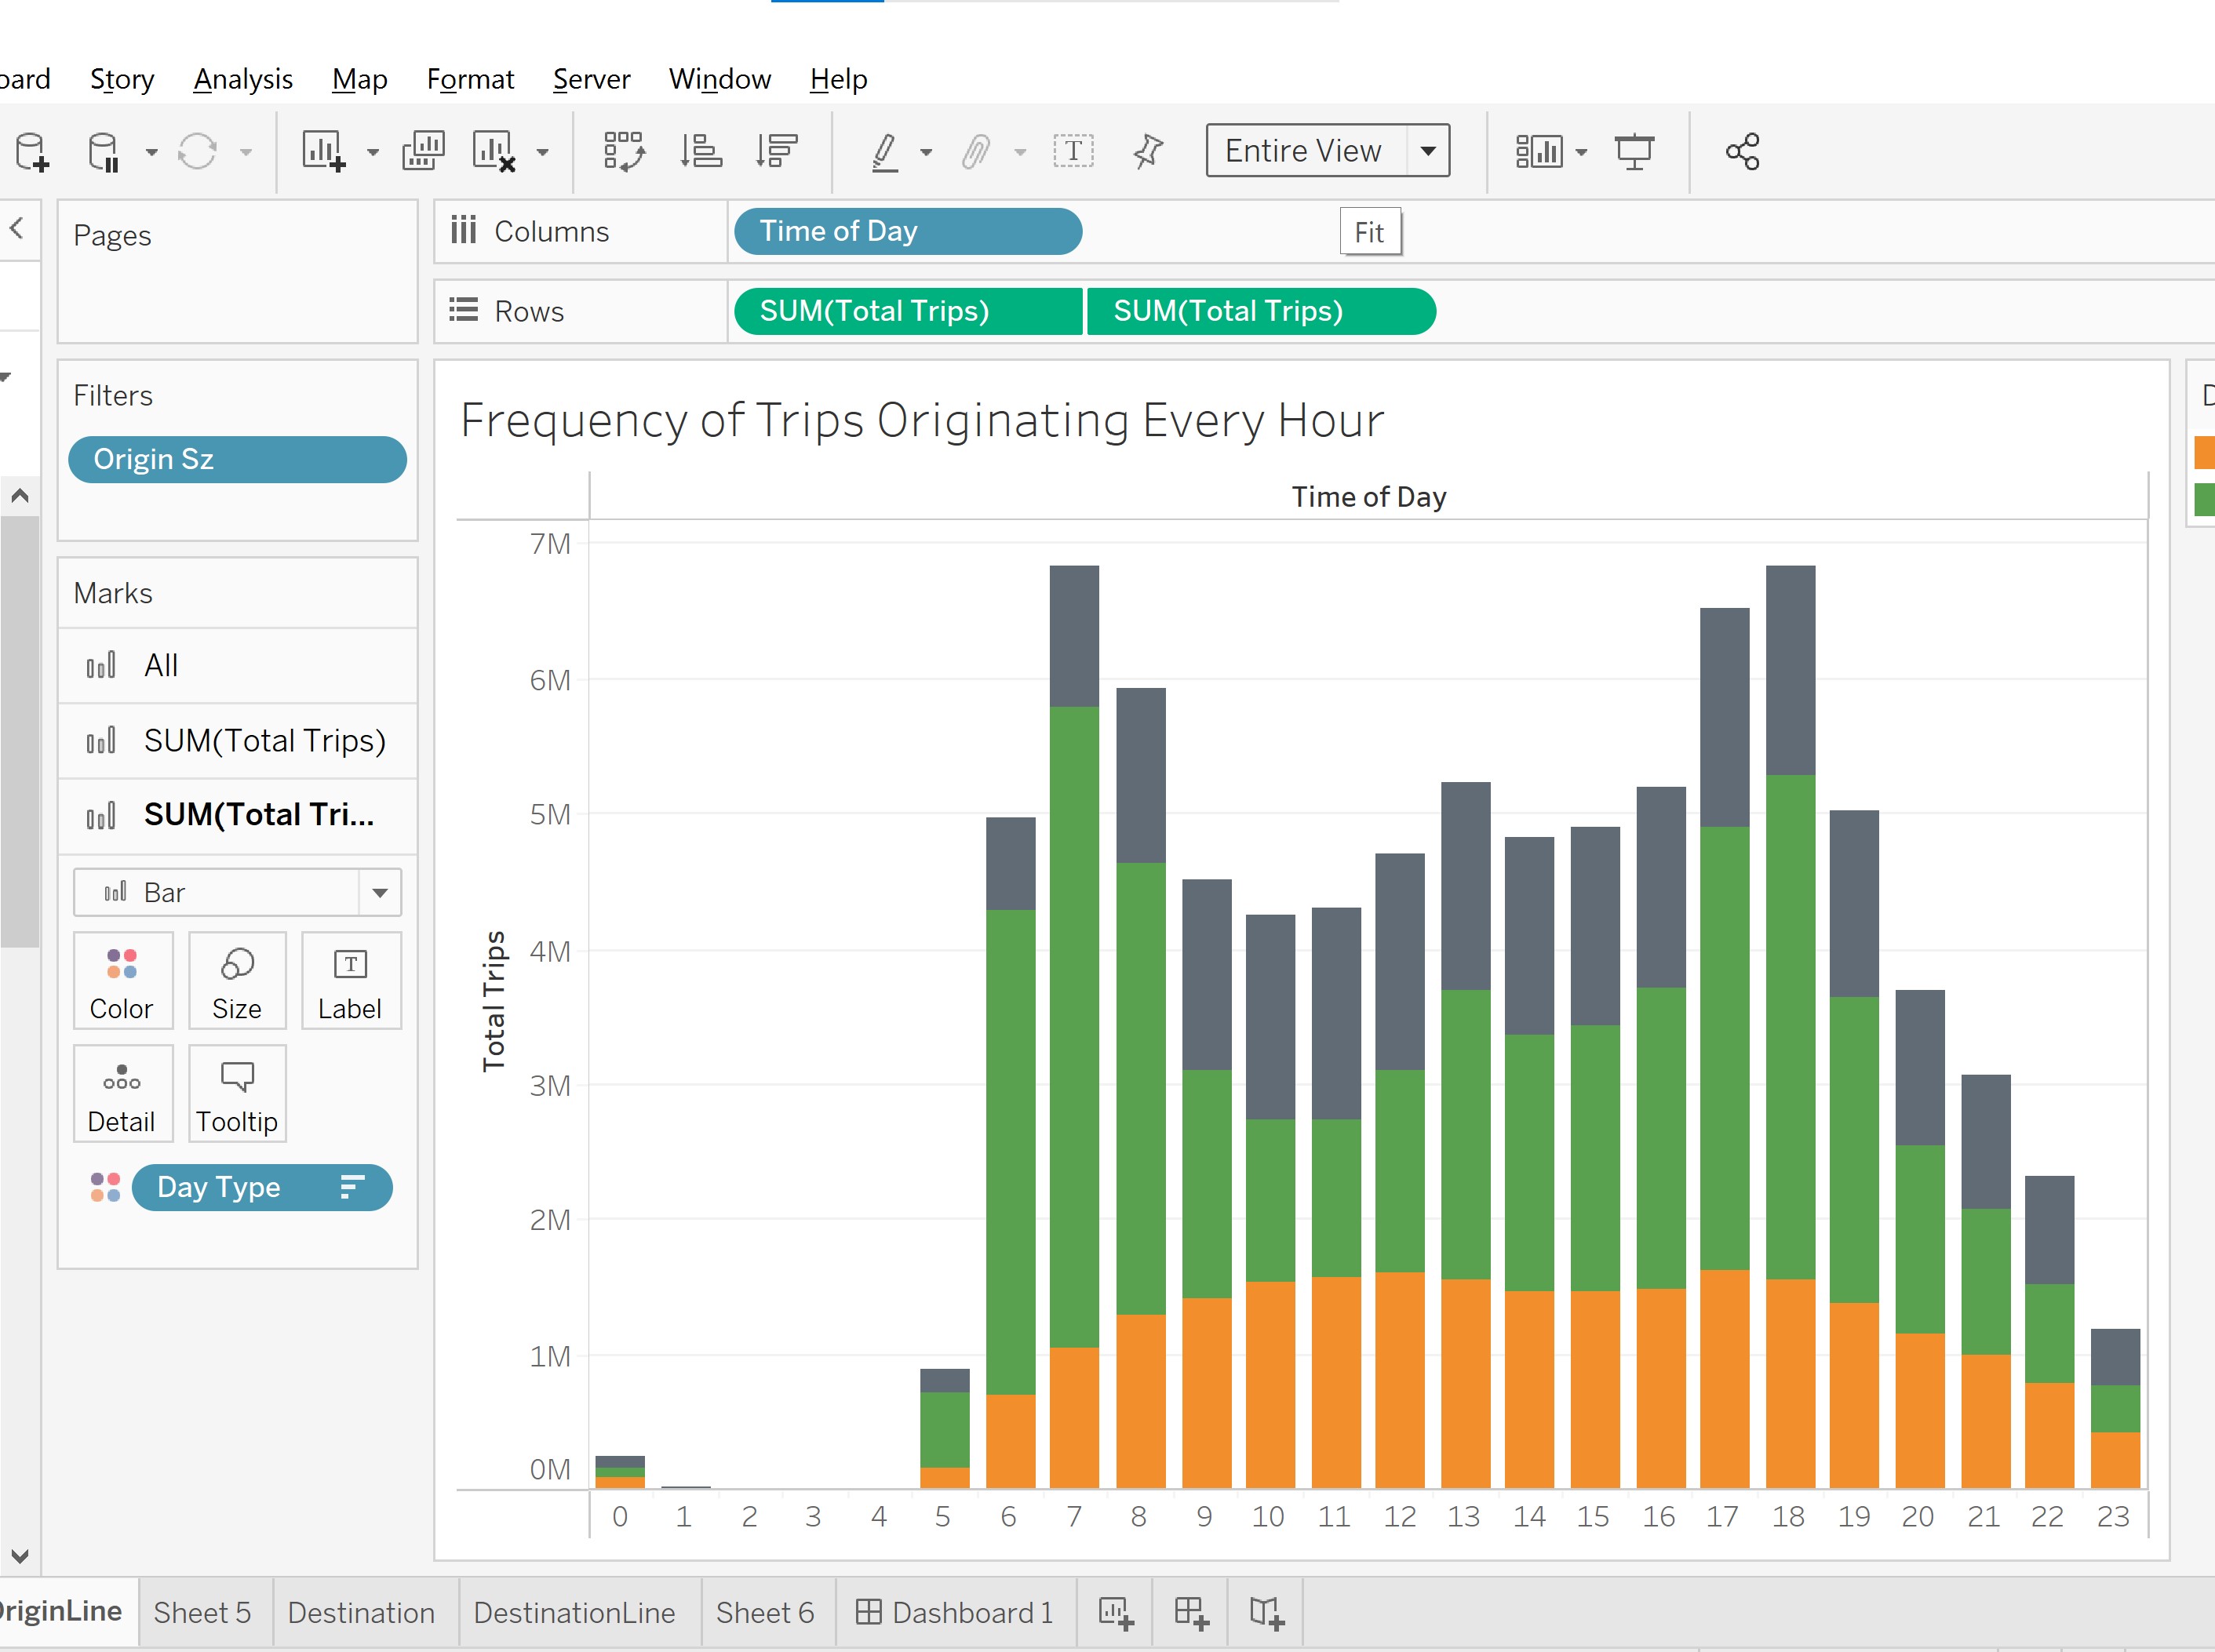 oard Story Analysis Map Format Server Window Help
Entire View
Pages
Columns Time of Day
Fit
Rows SUM(Total Trips) SUM(Total Trips)
Filters
Origin Sz
Marks
All
SUM(Total Trips)
SUM(Total Tri...
Bar
Color Size Label
Detail Tooltip
Day Type
Frequency of Trips Originating Every Hour
Time of Day
7M
6M
5M
4M
3M
2M
1M
0M
Total Trips
0 1 2 3 4 5 6 7 8 9 10 11 12 13 14 15 16 17 18 19 20 21 22 23
D
OriginLine Sheet 5 Destination DestinationLine Sheet 6 Dashboard 1